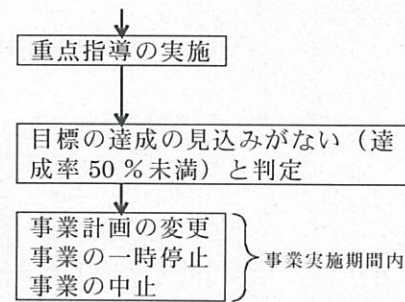 重点指導の実施
目標の達成の見込みがない（達
成率 50 %未満）と判定
事業計画の変更
事業の一時停止
事業の中止
事業実施期間内